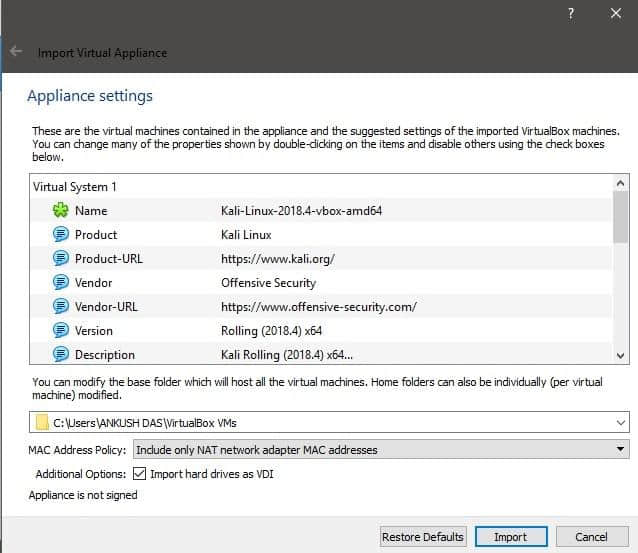 ?
Import Virtual Appliance
Appliance settings
These are the virtual machines contained in the appliance and the suggested settings of the imported VirtualBox machines.
You can change many of the properties shown by double-clicking on the items and disable others using the check boxes
below.
Virtual System 1
Name Kali-Linux-2018.4-vbox-amd64
Product Kali Linux
Product-URL https://www.kali.org/
Vendor Offensive Security
Vendor-URL https://www.offensive-security.com/
Version Rolling (2018.4) x64
Description Kali Rolling (2018.4) x64...
You can modify the base folder which will host all the virtual machines. Home folders can also be individually (per virtual
machine) modified.
C:\Users\ANKUSH DAS\VirtualBox VMs
MAC Address Policy: Include only NAT network adapter MAC addresses
Additional Options: Import hard drives as VDI
Appliance is not signed
Restore Defaults Import Cancel